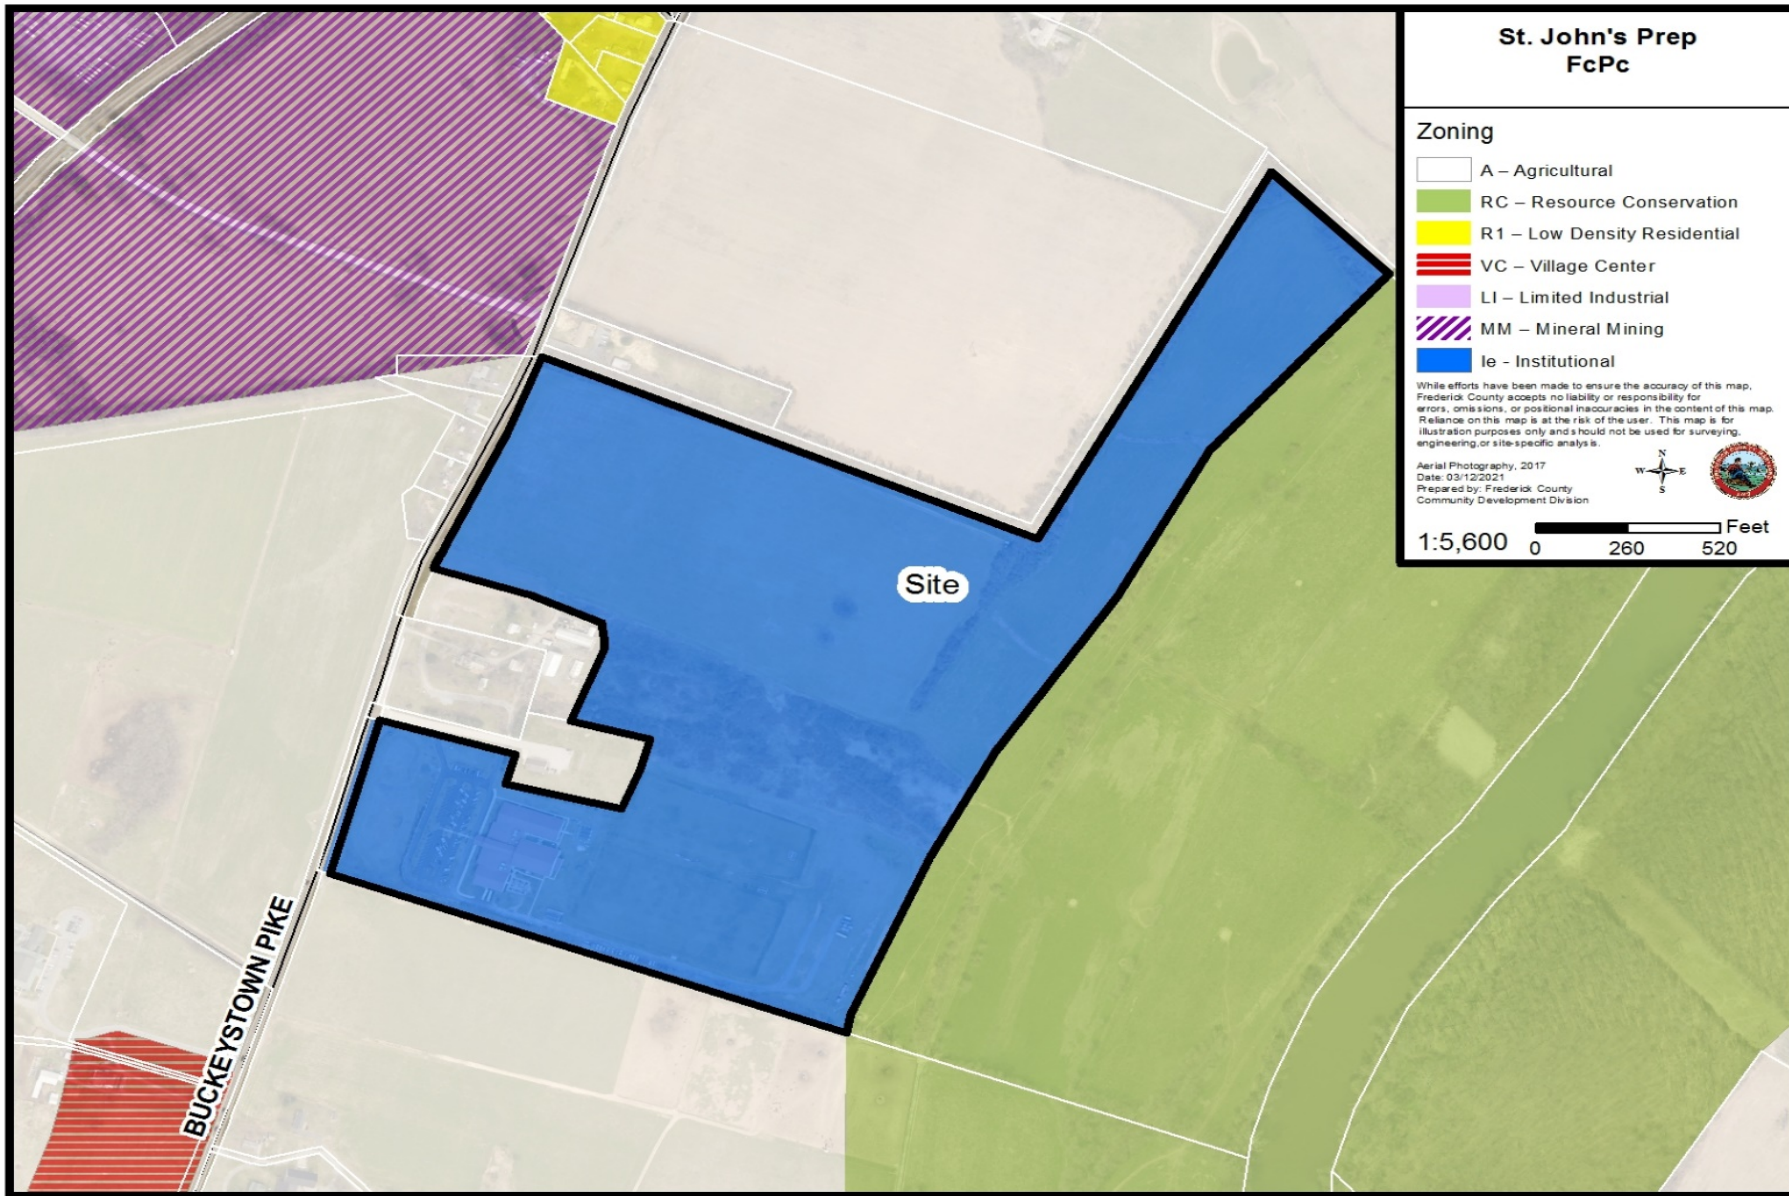 St. John's Prep
FcPc
Zoning
A – Agricultural
RC – Resource Conservation
R1 – Low Density Residential
VC – Village Center
LI – Limited Industrial
MM – Mineral Mining
Ie - Institutional
While efforts have been made to ensure the accuracy of this map,
Frederick County accepts no liability or responsibility for
errors, omissions, or positional inaccuracies in the content of this map.
Reliance on this map is at the risk of the user. This map is for
illustration purposes only and should not be used for surveying,
engineering,or site-specific analysis.
Aerial Photography, 2017
Date: 03/12/2021
Prepared by: Frederick County
Community Development Division
N
W E
S
1:5,600
Feet
0 260 520
Site
BUCKEYSTOWN PIKE